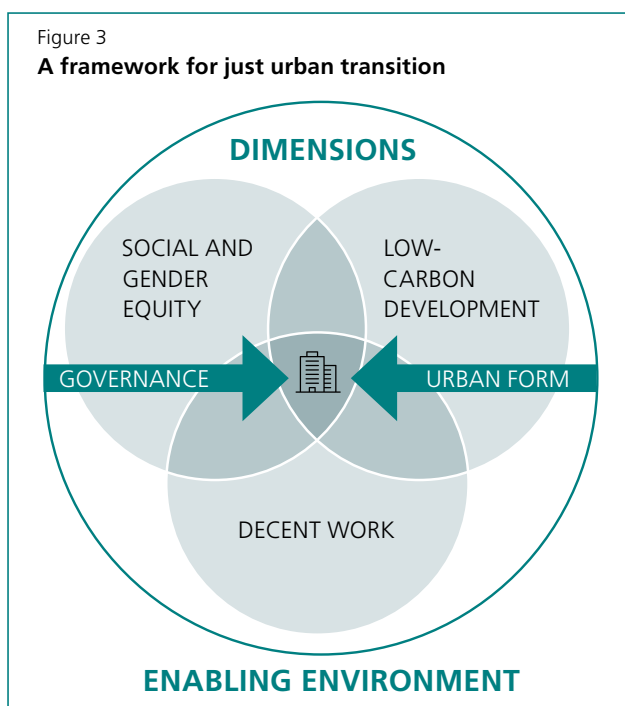 Figure 3
A framework for just urban transition
DIMENSIONS
SOCIAL AND
GENDER
EQUITY
LOW-
CARBON
DEVELOPMENT
GOVERNANCE
URBAN FORM
DECENT WORK
ENABLING ENVIRONMENT